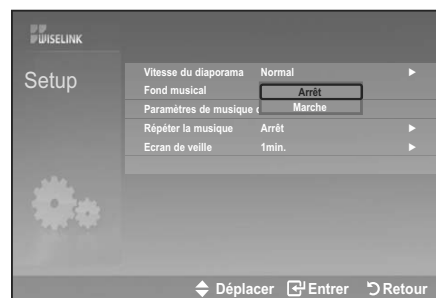 WISELINK
Setup
Vitesse du diaporama Normal
Fond musical Arrêt
Paramètres de musique Marche
Répéter la musique Arrêt
Ecran de veille 1min.
Déplacer Entrer Retour